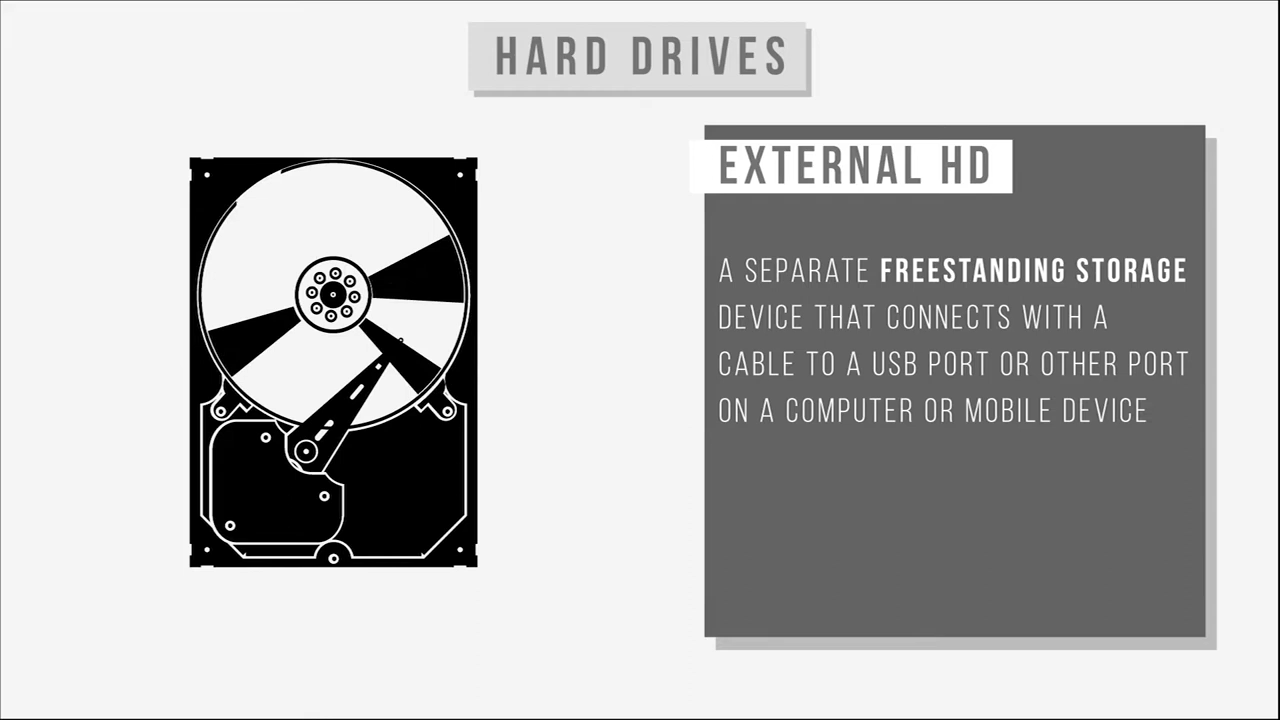 HARD DRIVES
EXTERNAL HD
A SEPARATE FREESTANDING STORAGE
DEVICE THAT CONNECTS WITH A
CABLE TO A USB PORT OR OTHER PORT
ON A COMPUTER OR MOBILE DEVICE